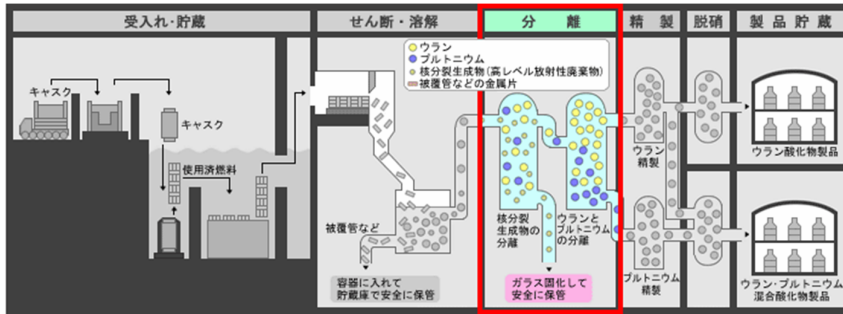 受入れ・貯蔵
せん断・溶解
分離
精製
脱硝
製品貯蔵
ウラン
プルトニウム
核分裂生成物(高レベル放射性廃棄物)
被覆管などの金属片
キャスク
キャスク
使用済燃料
被覆管など
容器に入れて
貯蔵庫で安全に保管
核分裂
生成物の
分離
ウランと
プルトニウム
の分離
ガラス固化して
安全に保管
ウラン
精製
プルトニウム
精製
ウラン酸化物製品
ウラン・プルトニウム
混合酸化物製品